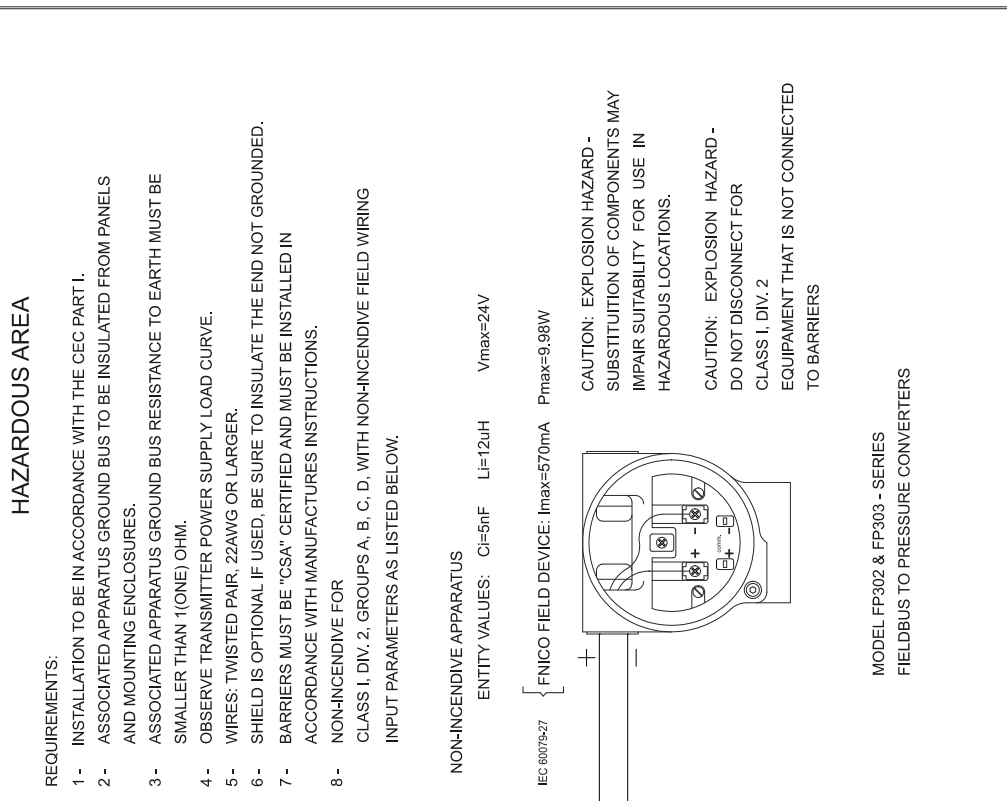 HAZARDOUS AREA
REQUIREMENTS:
1 - INSTALLATION TO BE IN ACCORDANCE WITH THE CEC PART I.
2 - ASSOCIATED APPARATUS GROUND BUS TO BE INSULATED FROM PANELS
AND MOUNTING ENCLOSURES.
3 - ASSOCIATED APPARATUS GROUND BUS RESISTANCE TO EARTH MUST BE
SMALLER THAN 1(ONE) OHM.
4 - OBSERVE TRANSMITTER POWER SUPPLY LOAD CURVE.
5 - WIRES: TWISTED PAIR, 22AWG OR LARGER.
6 - SHIELD IS OPTIONAL IF USED, BE SURE TO INSULATE THE END NOT GROUNDED.
7 - BARRIERS MUST BE "CSA" CERTIFIED AND MUST BE INSTALLED IN
ACCORDANCE WITH MANUFACTURES INSTRUCTIONS.
8 - NON-INCENDIVE FOR
CLASS I, DIV. 2, GROUPS A, B, C, D, WITH NON-INCENDIVE FIELD WIRING
INPUT PARAMETERS AS LISTED BELOW.
NON-INCENDIVE APPARATUS
ENTITY VALUES: Ci=5nF Li=12uH Vmax=24V
IEC 60079-27 FNICO FIELD DEVICE: Imax=570mA Pmax=9.98W
CAUTION: EXPLOSION HAZARD -
SUBSTITUITION OF COMPONENTS MAY
IMPAIR SUITABILITY FOR USE IN
HAZARDOUS LOCATIONS.
CAUTION: EXPLOSION HAZARD -
DO NOT DISCONNECT FOR
CLASS I, DIV. 2
EQUIPAMENT THAT IS NOT CONNECTED
TO BARRIERS
+
-
+ -
comm.
+ -
MODEL FP302 & FP303 - SERIES
FIELDBUS TO PRESSURE CONVERTERS